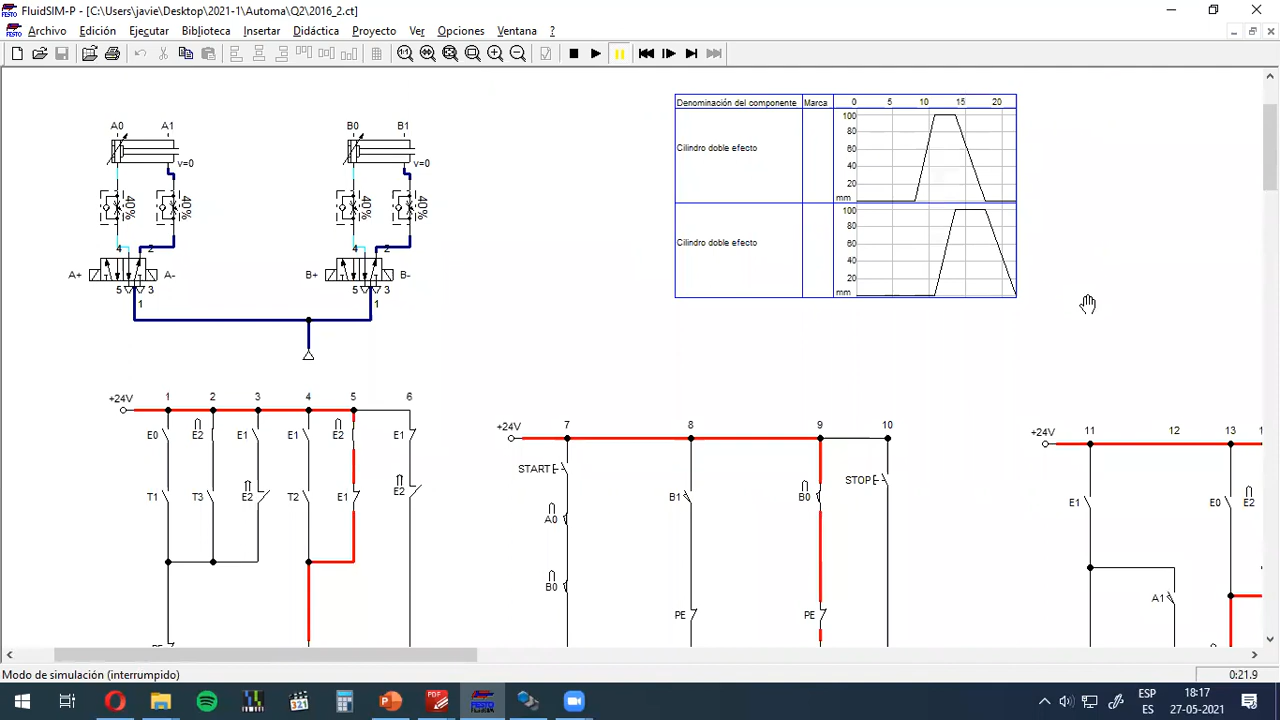 FluidSIM-P - [C:\Users\javie\Desktop\2021-1\Automa\Q2\2016_2.ct]
FESTO Archivo Edición Ejecutar Biblioteca Insertar Didáctica Proyecto Ver Opciones Ventana ?
Denominación del componente Marca 0 5 10 15 20
Cilindro doble efecto
100
80
60
40
20
mm
Cilindro doble efecto
100
80
60
40
20
mm
A0 A1 B0 B1
v=0 v=0
40% 40% 40% 40%
4 2 4 2
A+ A- B+ B-
5 3 5 3
1 1
+24V 1 2 3 4 5 6
E0 E2 E1 E1 E2 E1
T1 T3 E2 T2 E1 E2
+24V 7 8 9 10
START B1 B0 STOP
A0
B0
PE PE
+24V 11 12 13
E1 E0 E2
A1
Modo de simulación (interrumpido) 0:21.9
321 PDF FESTO
ESP 18:17
ES 27-05-2021